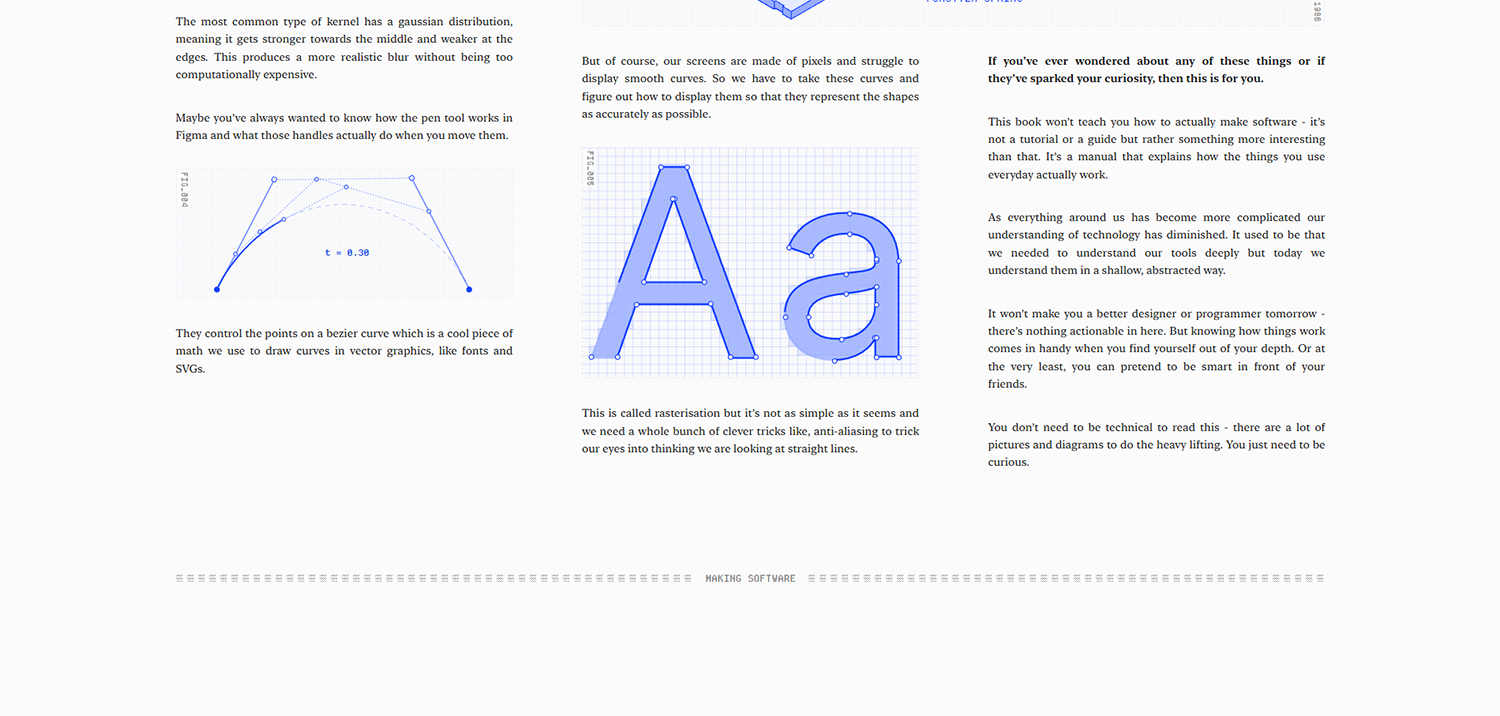 The most common type of kernel has a gaussian distribution,
meaning it gets stronger towards the middle and weaker at the
edges. This produces a more realistic blur without being too
computationally expensive.
Maybe you’ve always wanted to know how the pen tool works in
Figma and what those handles actually do when you move them.
FIG_004
t = 0.30
They control the points on a bezier curve which is a cool piece of
math we use to draw curves in vector graphics, like fonts and
SVGs.
1986
But of course, our screens are made of pixels and struggle to
display smooth curves. So we have to take these curves and
figure out how to display them so that they represent the shapes
as accurately as possible.
FIG_005
Aa
This is called rasterisation but it’s not as simple as it seems and
we need a whole bunch of clever tricks like, anti-aliasing to trick
our eyes into thinking we are looking at straight lines.
If you’ve ever wondered about any of these things or if
they’ve sparked your curiosity, then this is for you.
This book won’t teach you how to actually make software - it’s
not a tutorial or a guide but rather something more interesting
than that. It’s a manual that explains how the things you use
everyday actually work.
As everything around us has become more complicated our
understanding of technology has diminished. It used to be that
we needed to understand our tools deeply but today we
understand them in a shallow, abstracted way.
It won’t make you a better designer or programmer tomorrow -
there’s nothing actionable in here. But knowing how things work
comes in handy when you find yourself out of your depth. Or at
the very least, you can pretend to be smart in front of your
friends.
You don’t need to be technical to read this - there are a lot of
pictures and diagrams to do the heavy lifting. You just need to be
curious.
MAKING SOFTWARE